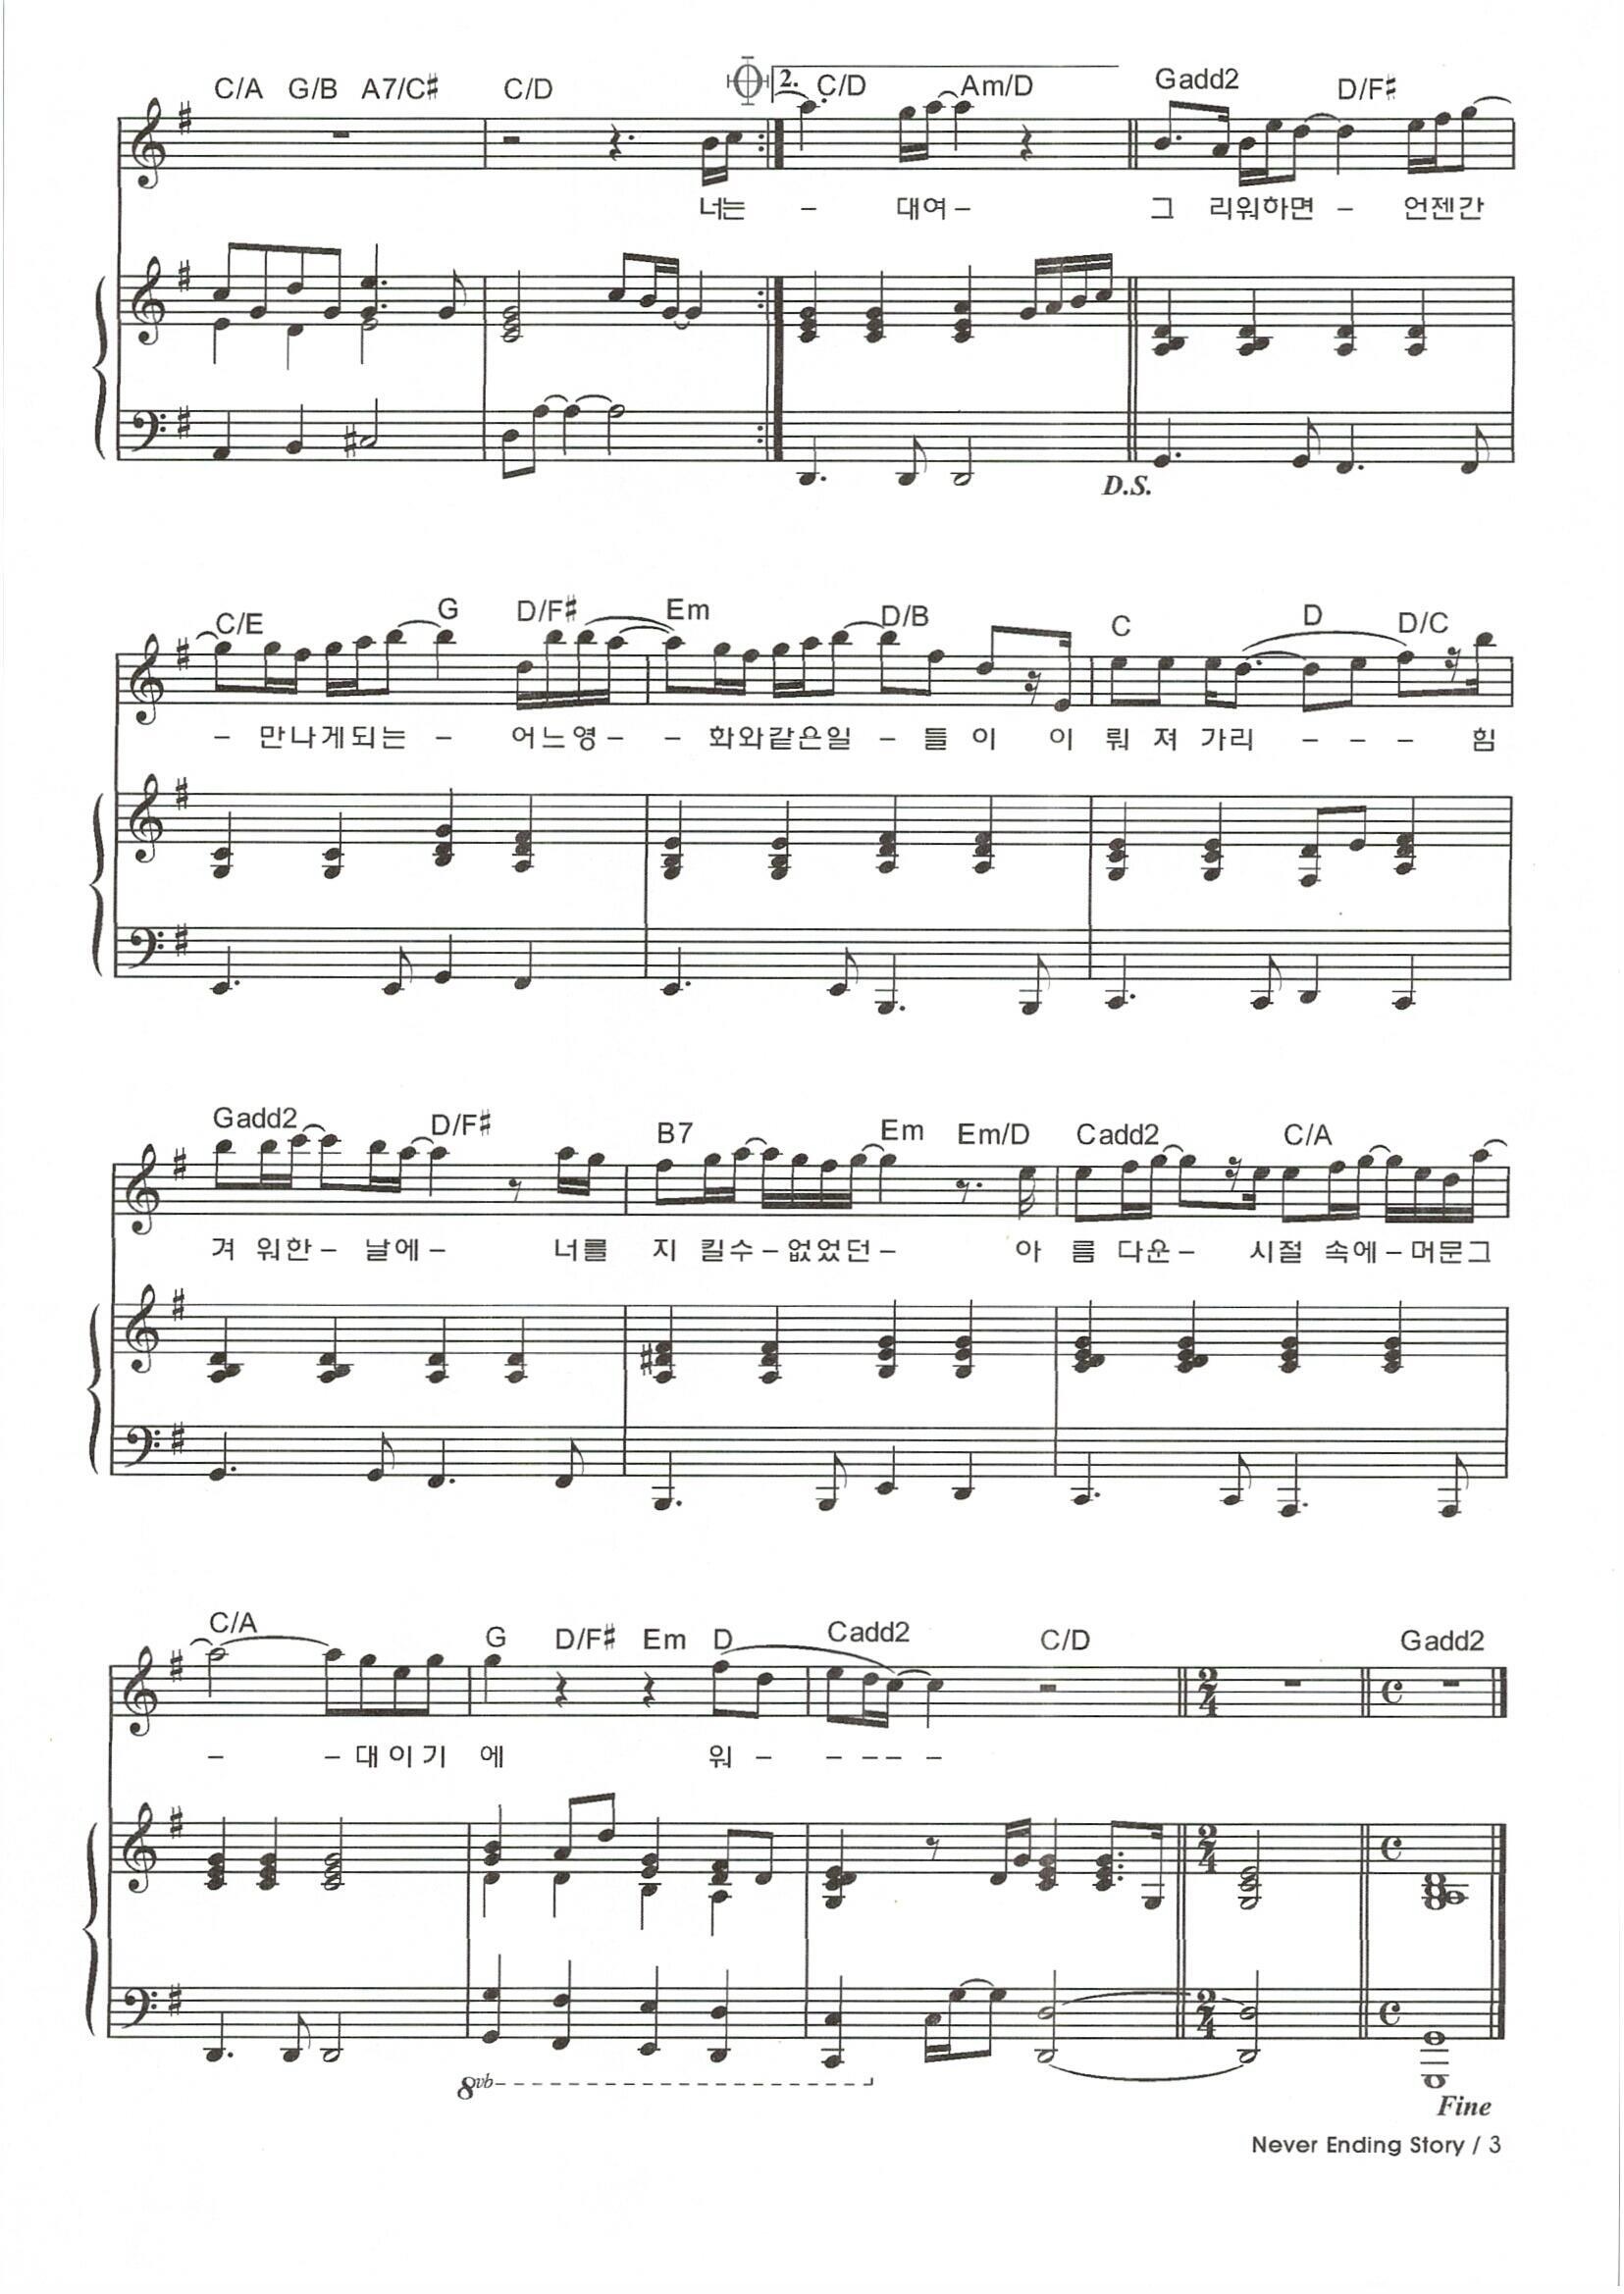 C/A G/B A7/C♯ C/D 2. C/D Am/D Gadd2 D/F♯
너는 – 대여 – 그 리워하면 – 언젠간
D.S.
C/E G D/F♯ Em D/B C D D/C
– 만나게되는 – 어느영 – – 화와같은일 – 들 이 이 뤄 져 가리 – – – 힘
Gadd2 D/F♯ B7 Em Em/D Cadd2 C/A
겨 워한 – 날에 – 너를 지 킬수 – 없었던 – 아 름 다운 – 시절 속에 – 머문그
C/A G D/F♯ Em D Cadd2 C/D Gadd2
– – 대이기 에 워 – – – – –
8vb
Fine
Never Ending Story / 3